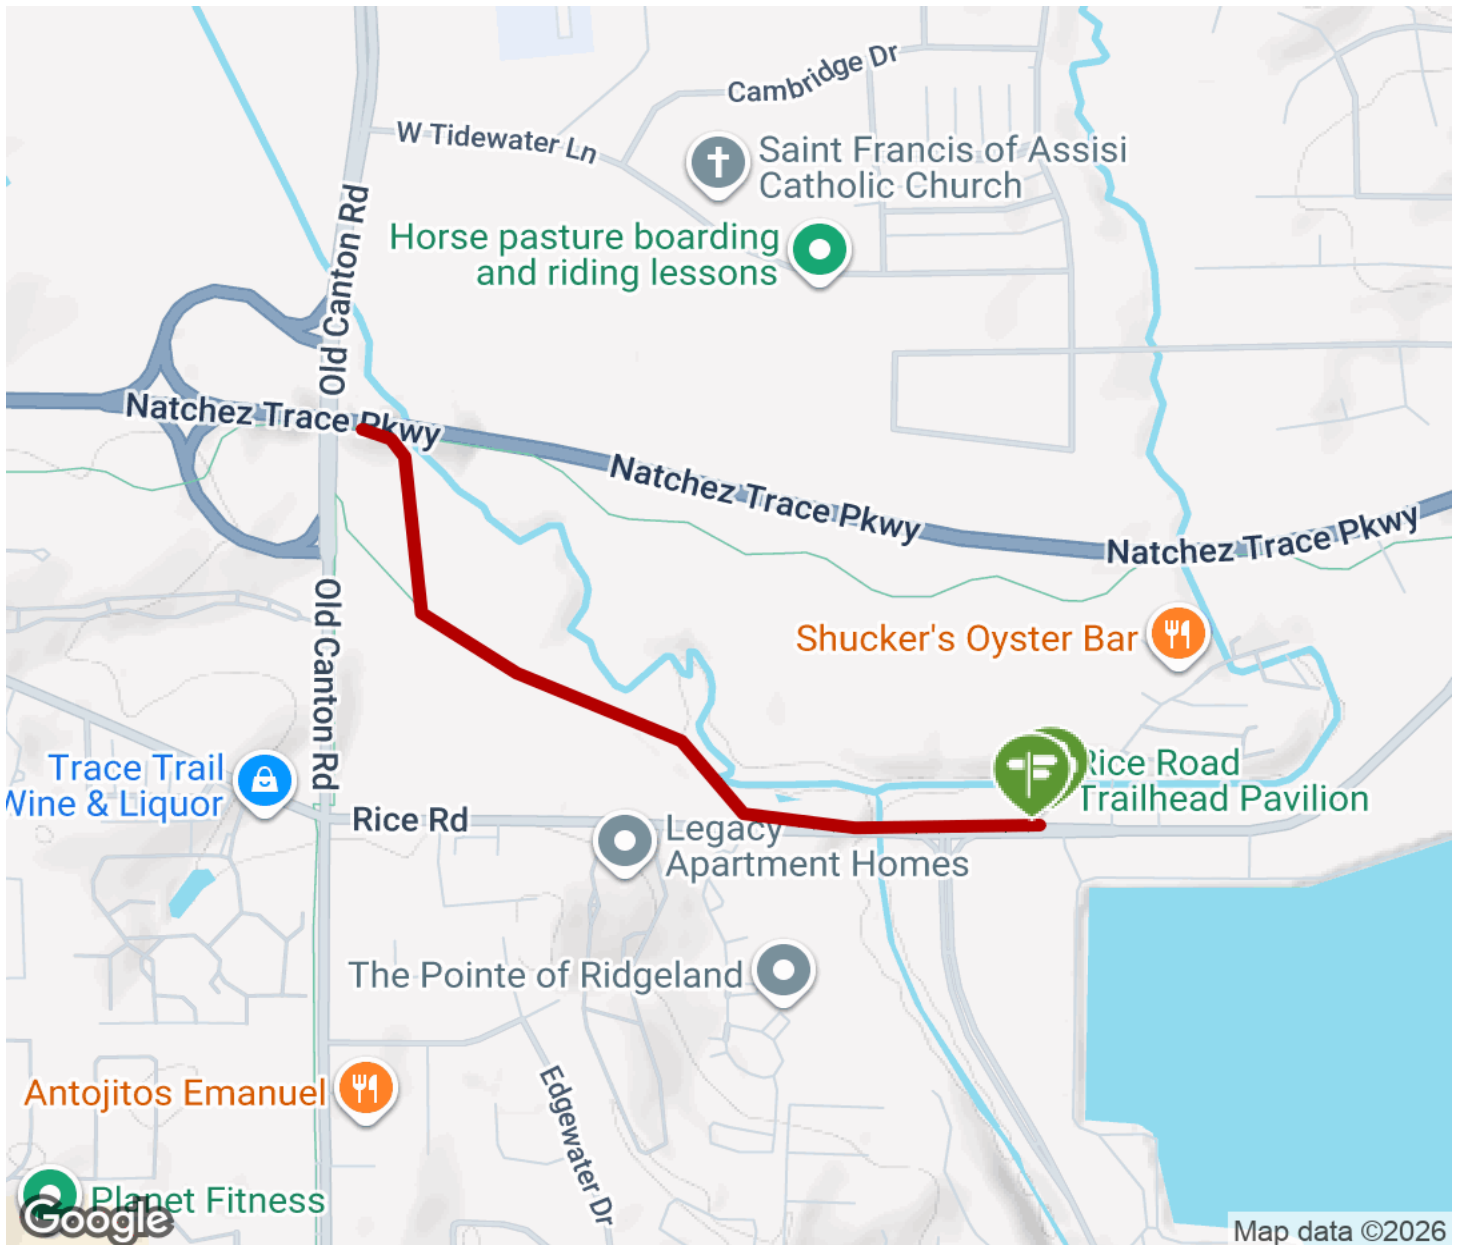 Cambridge Dr
W Tidewater Ln
Saint Francis of Assisi
Catholic Church
Old Canton Rd
Horse pasture boarding
and riding lessons
Natchez Trace Pkwy
Natchez Trace Pkwy
Natchez Trace Pkwy
Old Canton Rd
Shucker's Oyster Bar
Trace Trail
Wine & Liquor
Rice Road
Trailhead Pavilion
Rice Rd
Legacy
Apartment Homes
The Pointe of Ridgeland
Antojitos Emanuel
Edgewater Dr
Planet Fitness
Google
Map data ©2026